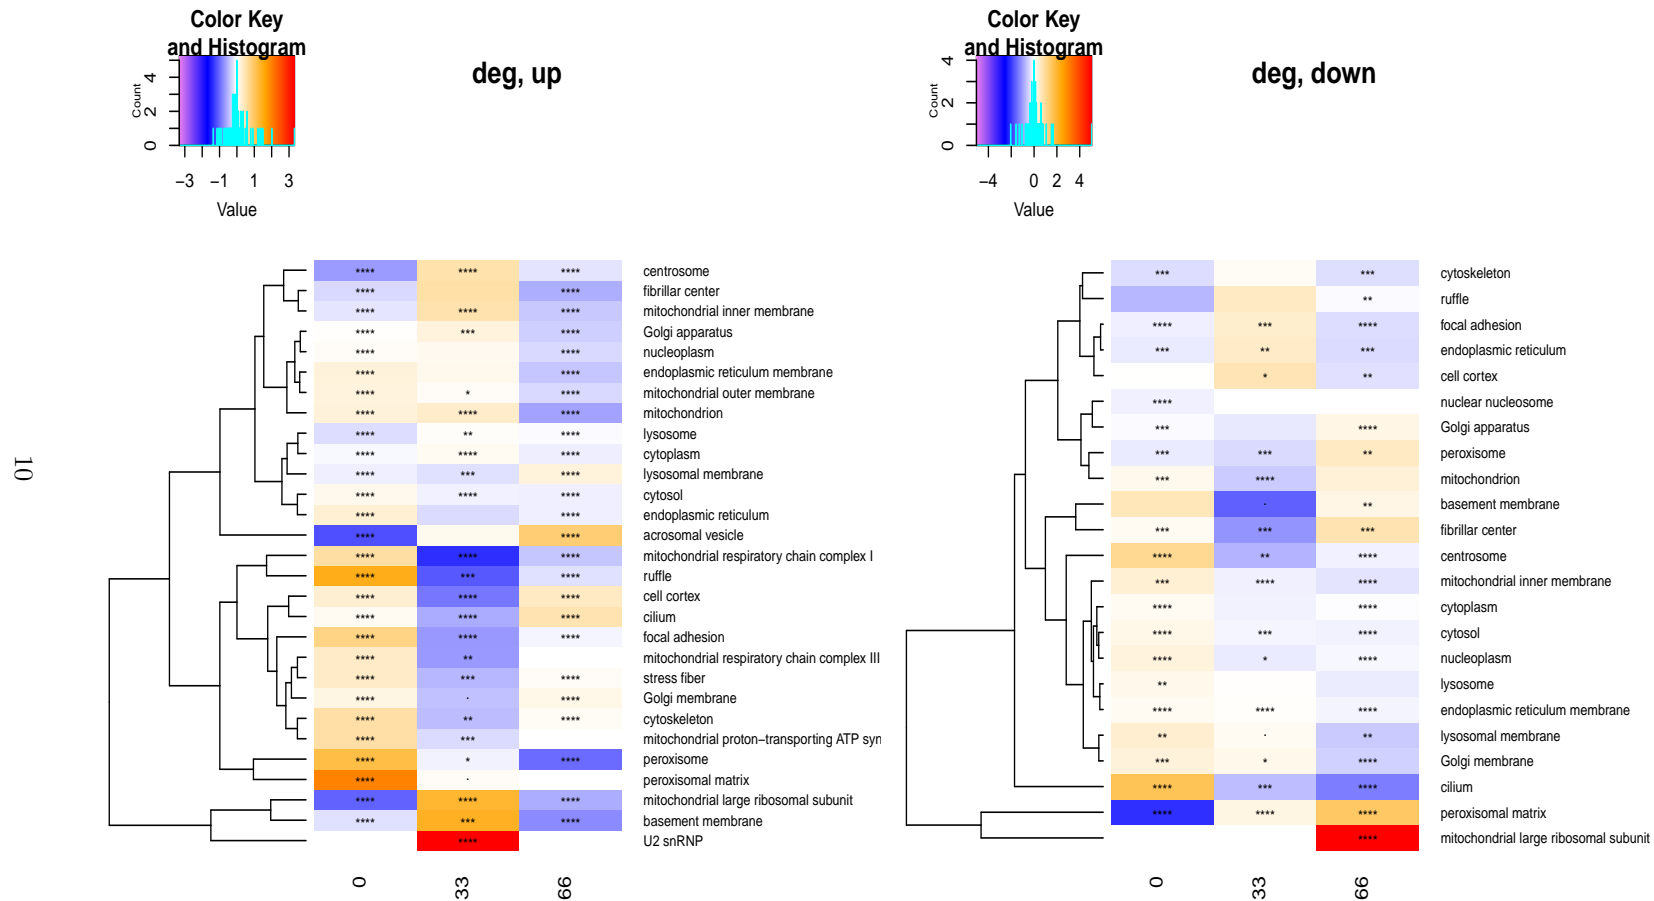 Color Key
and Histogram
Count
0 2 4
−3 −1 1 3
Value
deg, up
**** **** **** centrosome
**** **** fibrillar center
**** **** **** mitochondrial inner membrane
**** *** **** Golgi apparatus
**** **** nucleoplasm
**** **** endoplasmic reticulum membrane
**** * **** mitochondrial outer membrane
**** **** **** mitochondrion
**** ** **** lysosome
**** **** **** cytoplasm
**** *** **** lysosomal membrane
**** **** **** cytosol
**** **** endoplasmic reticulum
**** **** acrosomal vesicle
**** **** **** mitochondrial respiratory chain complex I
**** *** **** ruffle
**** **** **** cell cortex
**** **** **** cilium
**** **** **** focal adhesion
**** ** mitochondrial respiratory chain complex III
**** *** **** stress fiber
**** . **** Golgi membrane
**** ** **** cytoskeleton
**** *** mitochondrial proton−transporting ATP syn
**** * **** peroxisome
**** . peroxisomal matrix
**** **** **** mitochondrial large ribosomal subunit
**** *** **** basement membrane
**** U2 snRNP
0 33 66
Color Key
and Histogram
Count
0 2 4
−4 0 2 4
Value
deg, down
*** *** cytoskeleton
** ruffle
**** *** **** focal adhesion
*** ** *** endoplasmic reticulum
* ** cell cortex
**** nuclear nucleosome
*** **** Golgi apparatus
*** *** ** peroxisome
*** **** mitochondrion
. ** basement membrane
*** *** *** fibrillar center
**** ** **** centrosome
*** **** **** mitochondrial inner membrane
**** **** cytoplasm
**** *** **** cytosol
**** * **** nucleoplasm
** lysosome
**** **** **** endoplasmic reticulum membrane
** . ** lysosomal membrane
*** * **** Golgi membrane
**** *** **** cilium
**** **** **** peroxisomal matrix
**** mitochondrial large ribosomal subunit
0 33 66
10